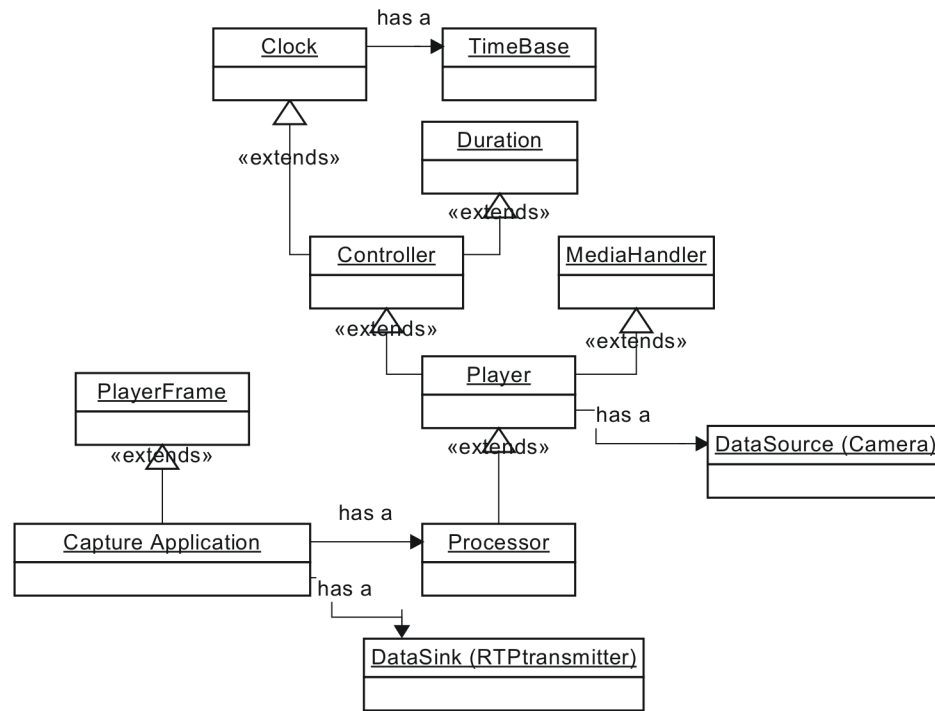 has a
Clock
TimeBase
«extends»
Duration
«extends»
Controller
MediaHandler
«extends»
«extends»
Player
PlayerFrame
has a
«extends»
«extends»
DataSource (Camera)
has a
Capture Application
Processor
has a
DataSink (RTPtransmitter)